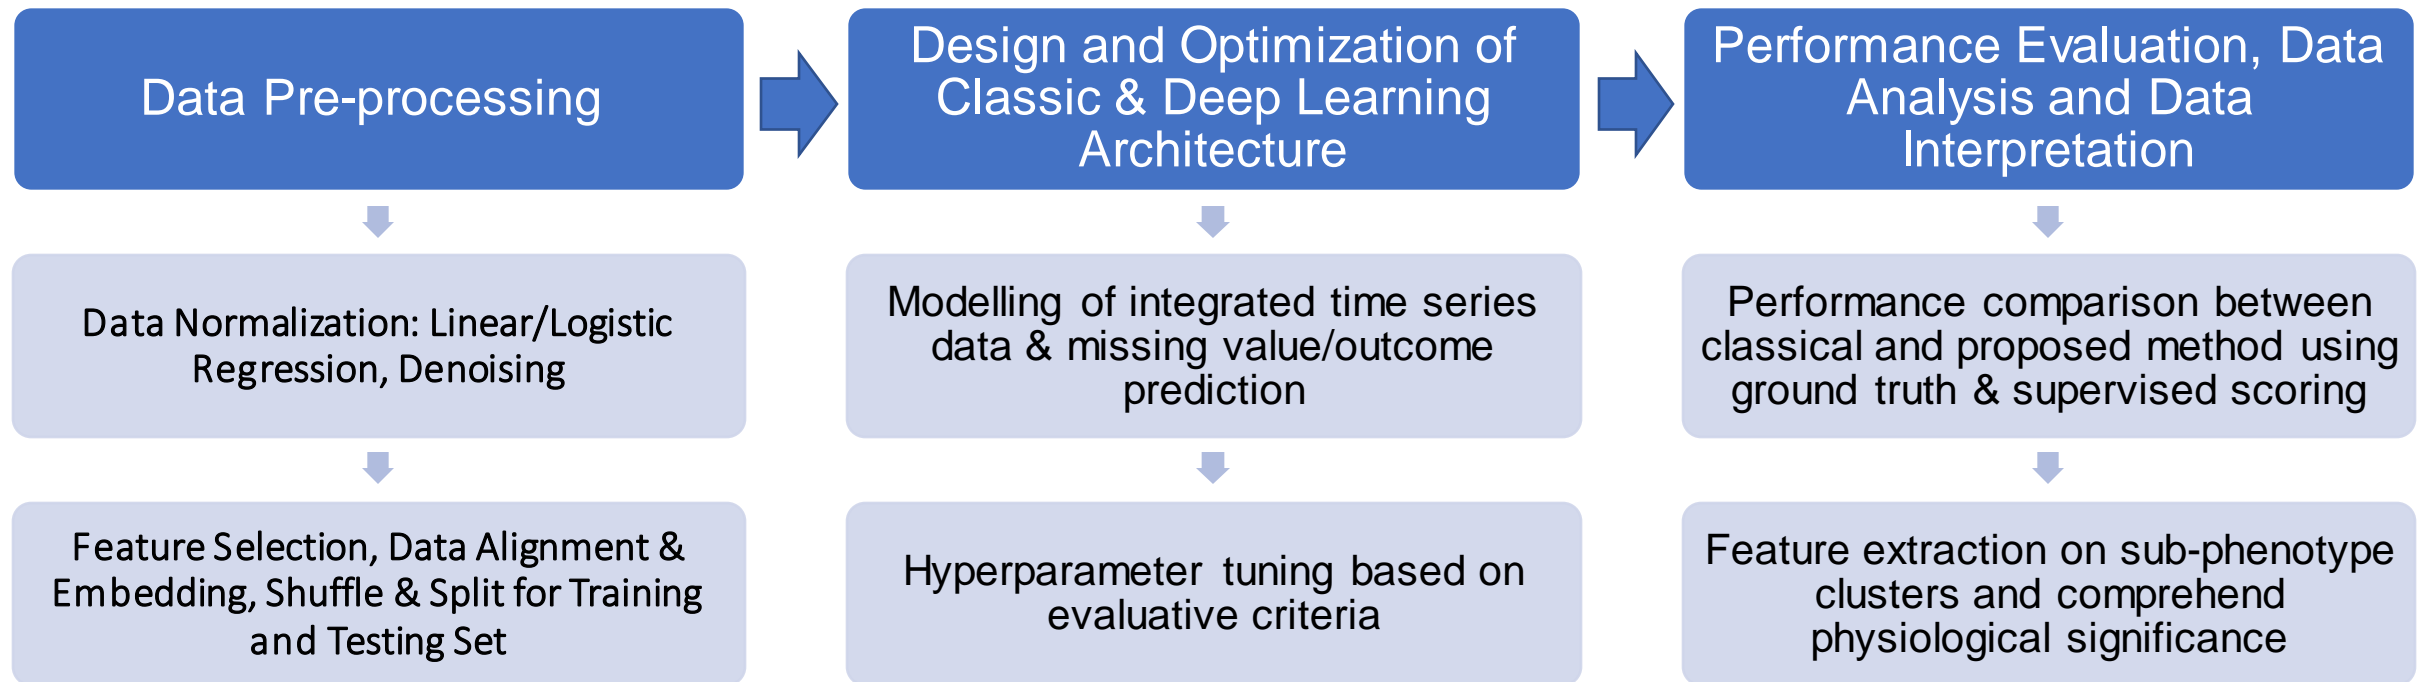 Data Pre-processing
Data Normalization: Linear/Logistic
Regression, Denoising
Feature Selection, Data Alignment &
Embedding, Shuffle & Split for Training
and Testing Set
Design and Optimization of
Classic & Deep Learning
Architecture
Modelling of integrated time series
data & missing value/outcome
prediction
Hyperparameter tuning based on
evaluative criteria
Performance Evaluation, Data
Analysis and Data
Interpretation
Performance comparison between
classical and proposed method using
ground truth & supervised scoring
Feature extraction on sub-phenotype
clusters and comprehend
physiological significance